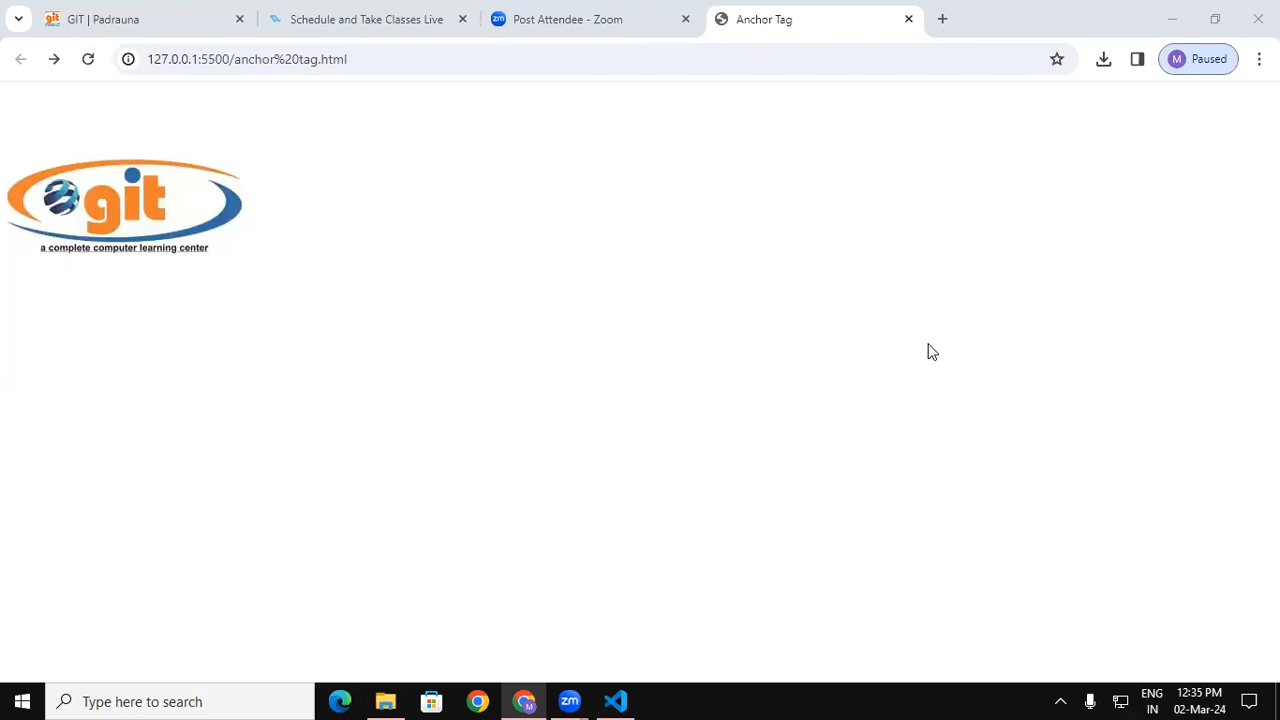 GIT | Padrauna
Schedule and Take Classes Live
zm Post Attendee - Zoom
Anchor Tag
127.0.0.1:5500/anchor%20tag.html
M Paused
git
a complete computer learning center
Type here to search
M
zm
ENG
IN
12:35 PM
02-Mar-24